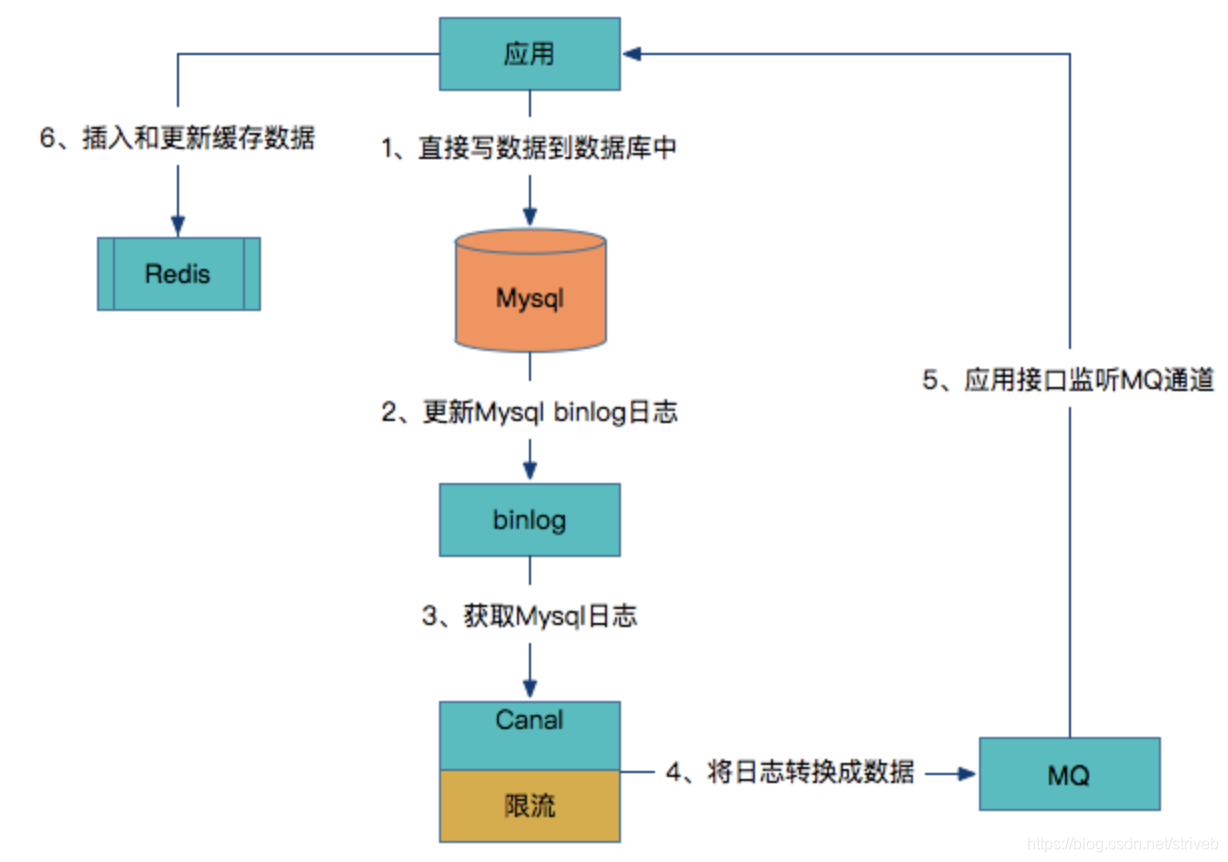 应用
6、插入和更新缓存数据
1、直接写数据到数据库中
Redis
Mysql
5、应用接口监听MQ通道
2、更新Mysql binlog日志
binlog
3、获取Mysql日志
Canal
4、将日志转换成数据
MQ
限流
https://blog.csdn.net/striveb